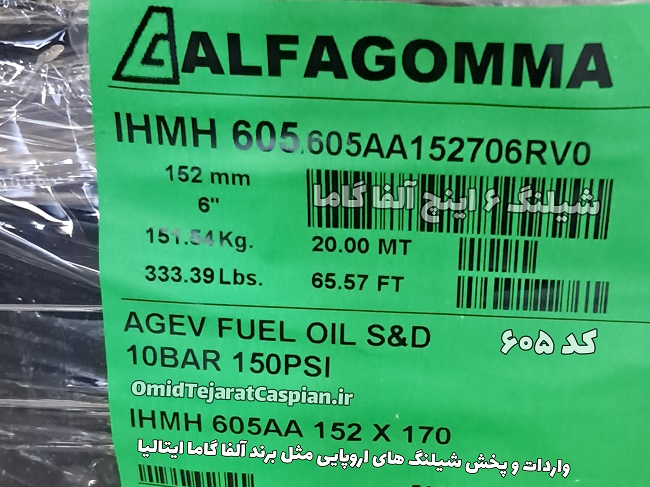 ALFAGOMMA
IHMH 605 605AA152706RV0
152 mm
6"
شیلنگ ۶ اینچ آلفا گاما
151.54 Kg. 20.00 MT
333.39 Lbs. 65.57 FT
AGEV FUEL OIL S&D
10BAR 150PSI
کد ۶۰۵
OmidTejaratCaspian.ir
IHMH 605AA 152 X 170
واردات و پخش شیلنگ های اروپایی مثل برند آلفا گاما ایتالیا